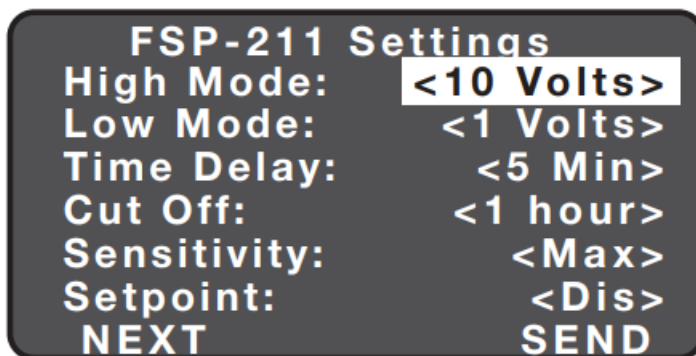 FSP-211 Settings
High Mode: <10 Volts>
Low Mode: <1 Volts>
Time Delay: <5 Min>
Cut Off: <1 hour>
Sensitivity: <Max>
Setpoint: <Dis>
NEXT SEND